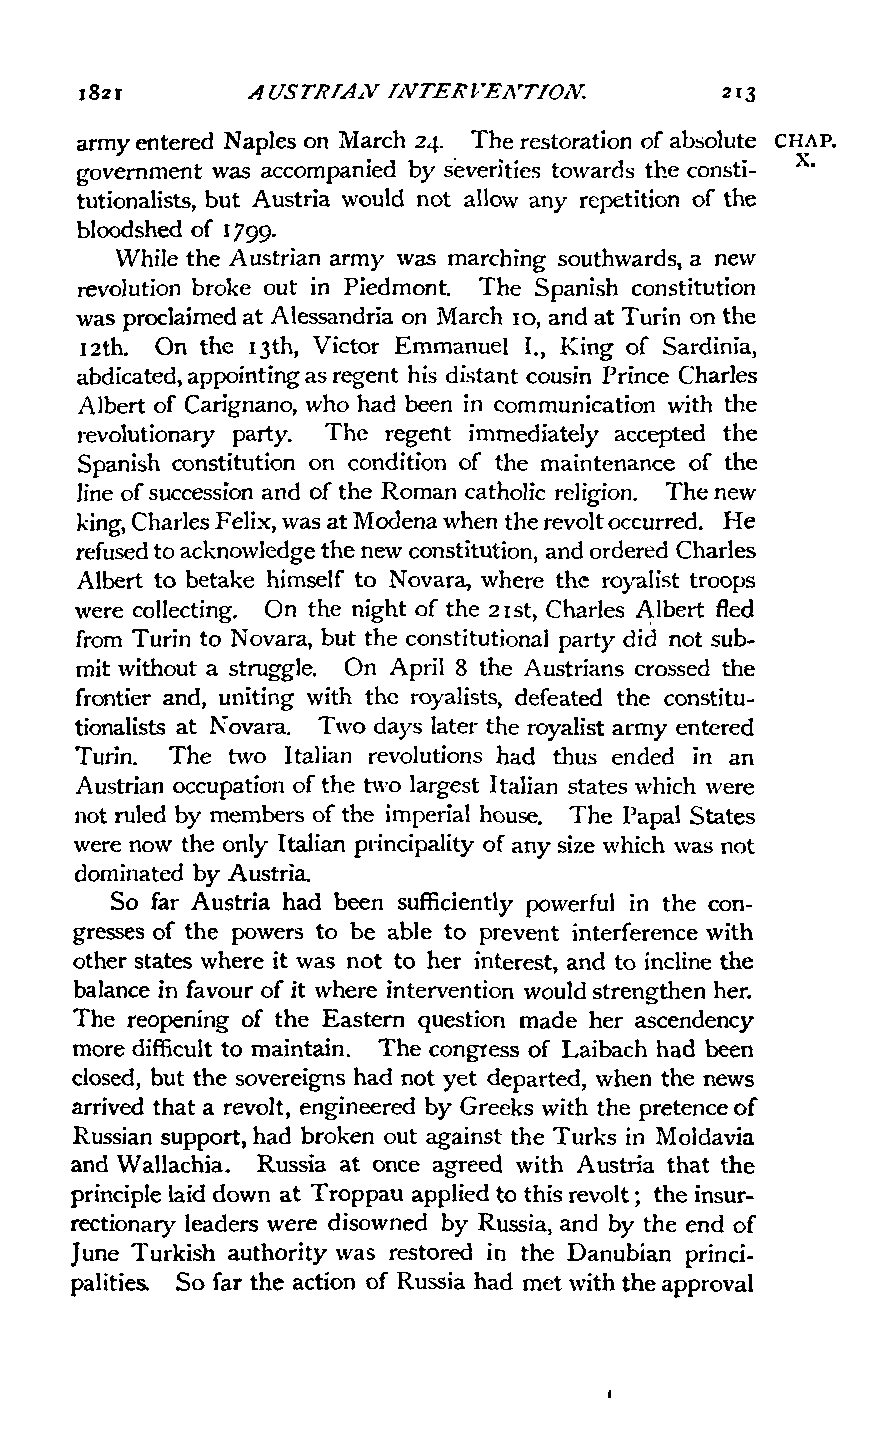 1821 AUSTRIAN INTERVENTION. 213
army entered Naples on March 24. The restoration of absolute CHAP.
government was accompanied by severities towards the consti- X.
tutionalists, but Austria would not allow any repetition of the
bloodshed of 1799.
While the Austrian army was marching southwards, a new
revolution broke out in Piedmont. The Spanish constitution
was proclaimed at Alessandria on March 10, and at Turin on the
12th. On the 13th, Victor Emmanuel I., King of Sardinia,
abdicated, appointing as regent his distant cousin Prince Charles
Albert of Carignano, who had been in communication with the
revolutionary party. The regent immediately accepted the
Spanish constitution on condition of the maintenance of the
line of succession and of the Roman catholic religion. The new
king, Charles Felix, was at Modena when the revolt occurred. He
refused to acknowledge the new constitution, and ordered Charles
Albert to betake himself to Novara, where the royalist troops
were collecting. On the night of the 21st, Charles Albert fled
from Turin to Novara, but the constitutional party did not sub-
mit without a struggle. On April 8 the Austrians crossed the
frontier and, uniting with the royalists, defeated the constitu-
tionalists at Novara. Two days later the royalist army entered
Turin. The two Italian revolutions had thus ended in an
Austrian occupation of the two largest Italian states which were
not ruled by members of the imperial house. The Papal States
were now the only Italian principality of any size which was not
dominated by Austria.
So far Austria had been sufficiently powerful in the con-
gresses of the powers to be able to prevent interference with
other states where it was not to her interest, and to incline the
balance in favour of it where intervention would strengthen her.
The reopening of the Eastern question made her ascendency
more difficult to maintain. The congress of Laibach had been
closed, but the sovereigns had not yet departed, when the news
arrived that a revolt, engineered by Greeks with the pretence of
Russian support, had broken out against the Turks in Moldavia
and Wallachia. Russia at once agreed with Austria that the
principle laid down at Troppau applied to this revolt; the insur-
rectionary leaders were disowned by Russia, and by the end of
June Turkish authority was restored in the Danubian princi-
palities. So far the action of Russia had met with the approval